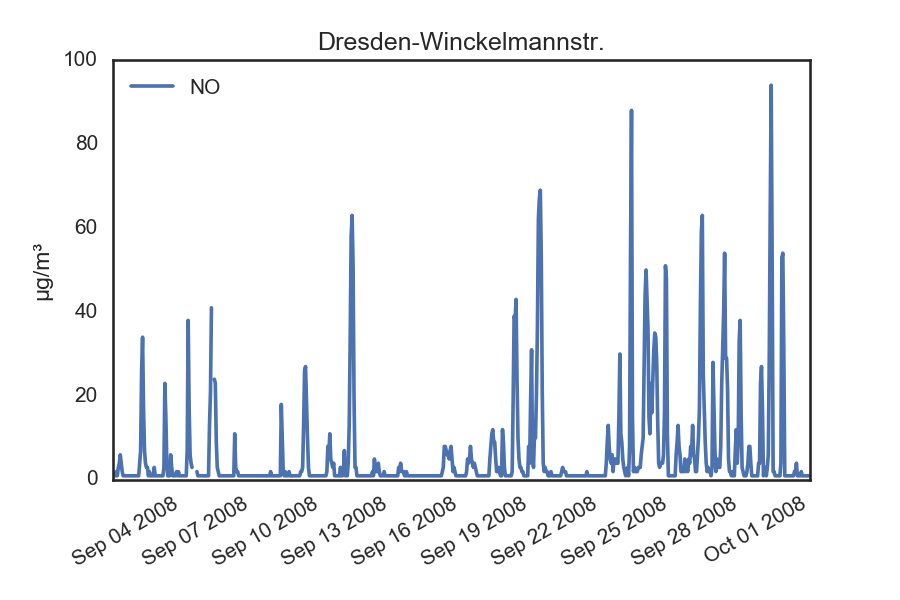 Dresden-Winckelmannstr.
100
80
60
40
20
0
µg/m³
NO
Sep 04 2008
Sep 07 2008
Sep 10 2008
Sep 13 2008
Sep 16 2008
Sep 19 2008
Sep 22 2008
Sep 25 2008
Sep 28 2008
Oct 01 2008